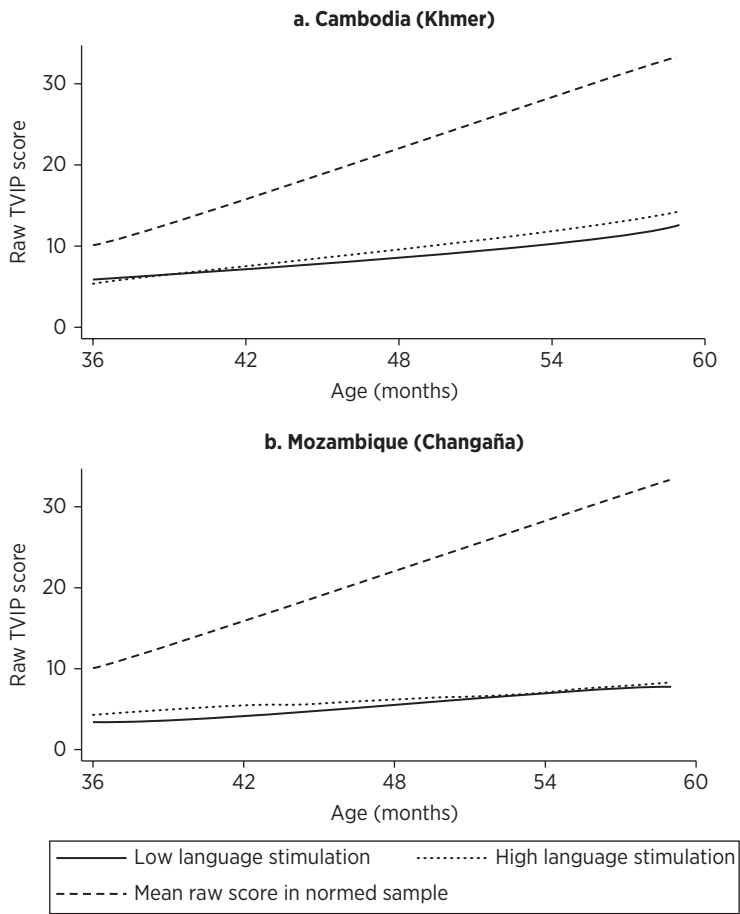 a. Cambodia (Khmer)
30
20
10
0
Raw TVIP score
36 42 48 54 60
Age (months)
b. Mozambique (Changaña)
30
20
10
0
Raw TVIP score
36 42 48 54 60
Age (months)
Low language stimulation High language stimulation
Mean raw score in normed sample